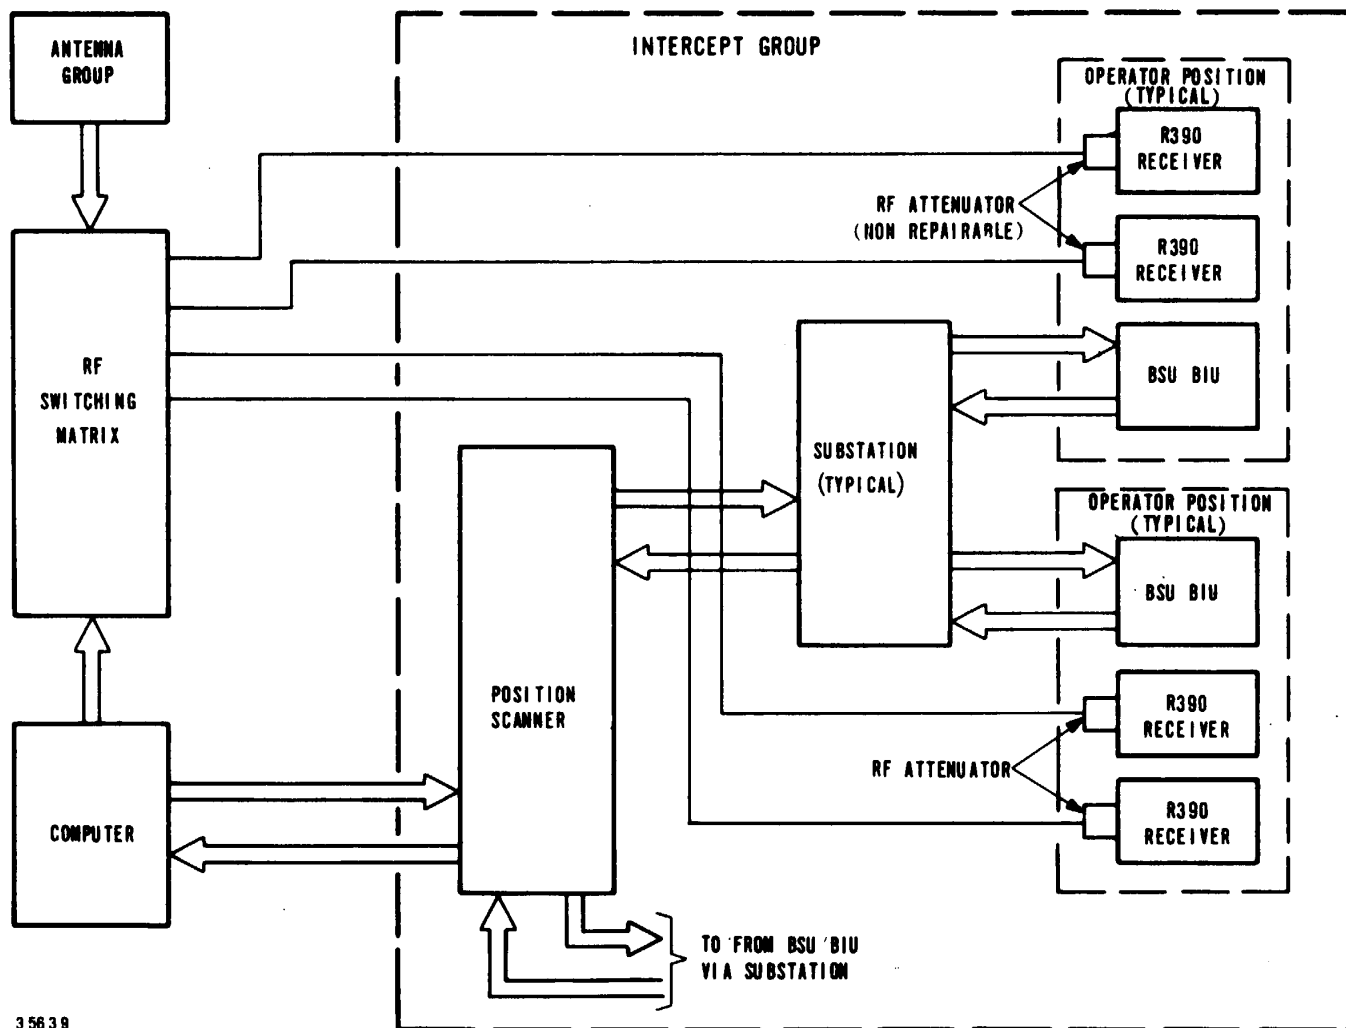 ANTENNA
GROUP
INTERCEPT GROUP
OPERATOR POSITION
(TYPICAL)
R390
RECEIVER
RF ATTENUATOR
(NON REPAIRABLE)
R390
RECEIVER
RF
SWITCHING
MATRIX
BSU BIU
SUBSTATION
(TYPICAL)
OPERATOR POSITION
(TYPICAL)
BSU BIU
POSITION
SCANNER
R390
RECEIVER
RF ATTENUATOR
R390
RECEIVER
COMPUTER
TO FROM BSU BIU
VIA SUBSTATION
35639